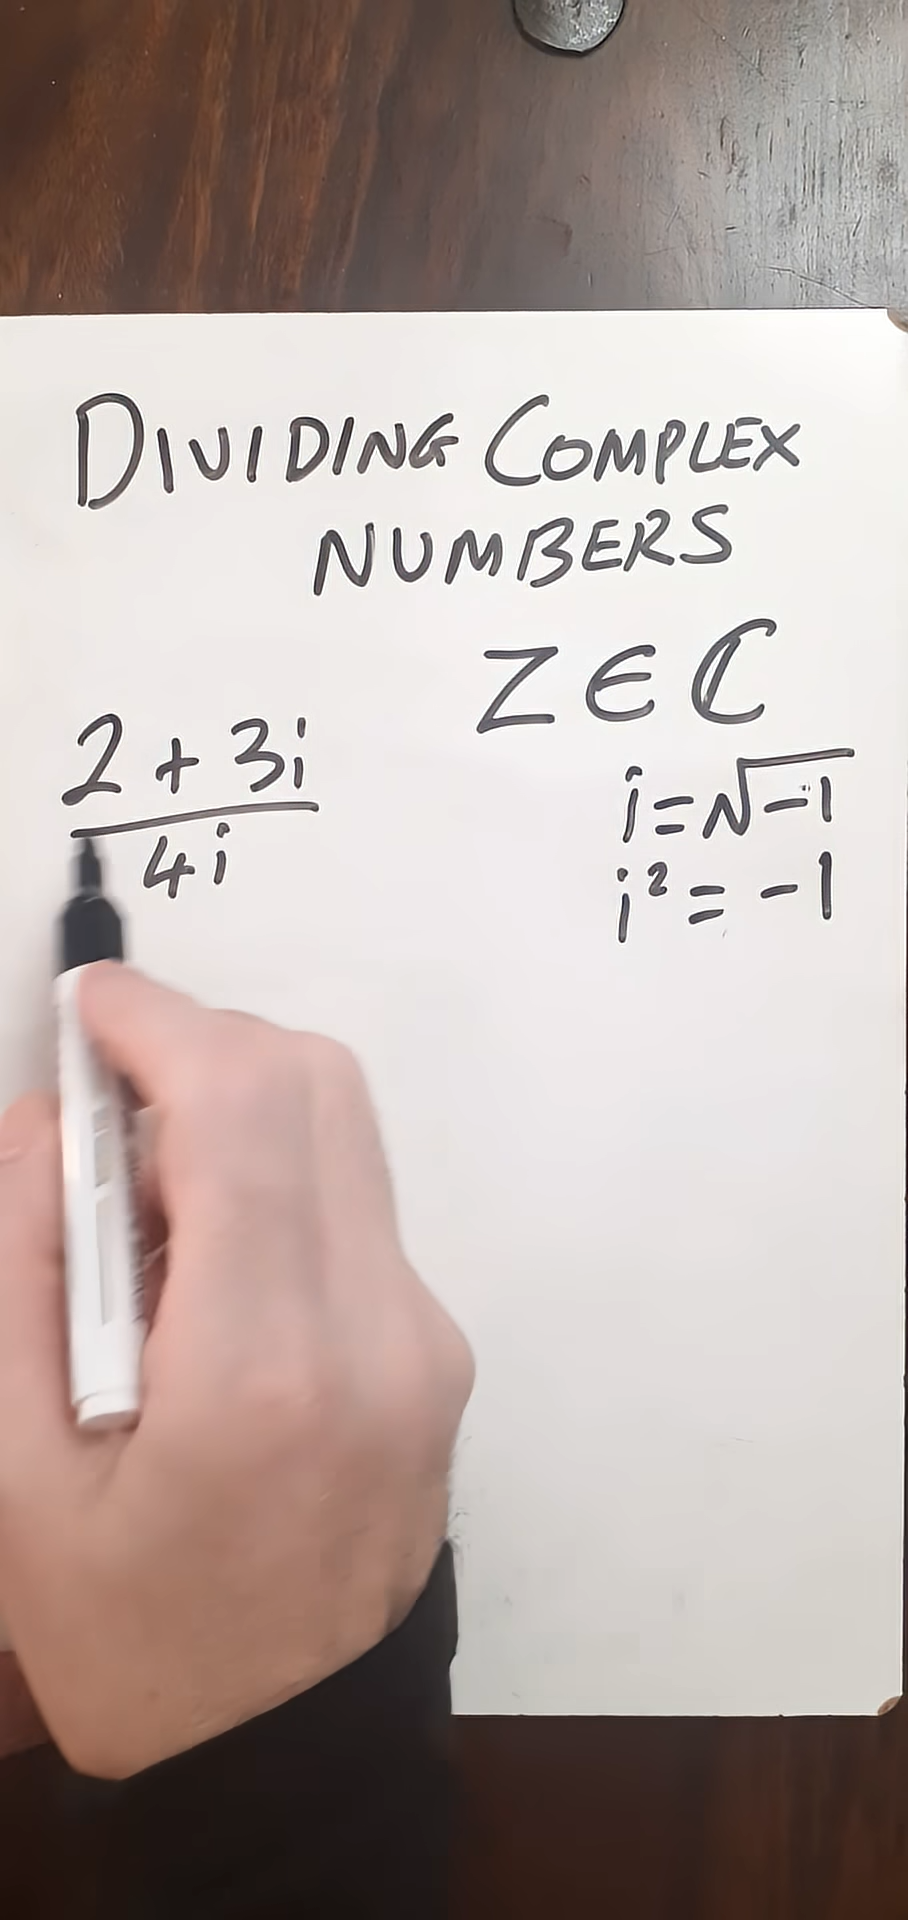 DIVIDING COMPLEX
NUMBERS
Z ∈ ℂ
2 + 3i
4i
i = √-1
i² = -1